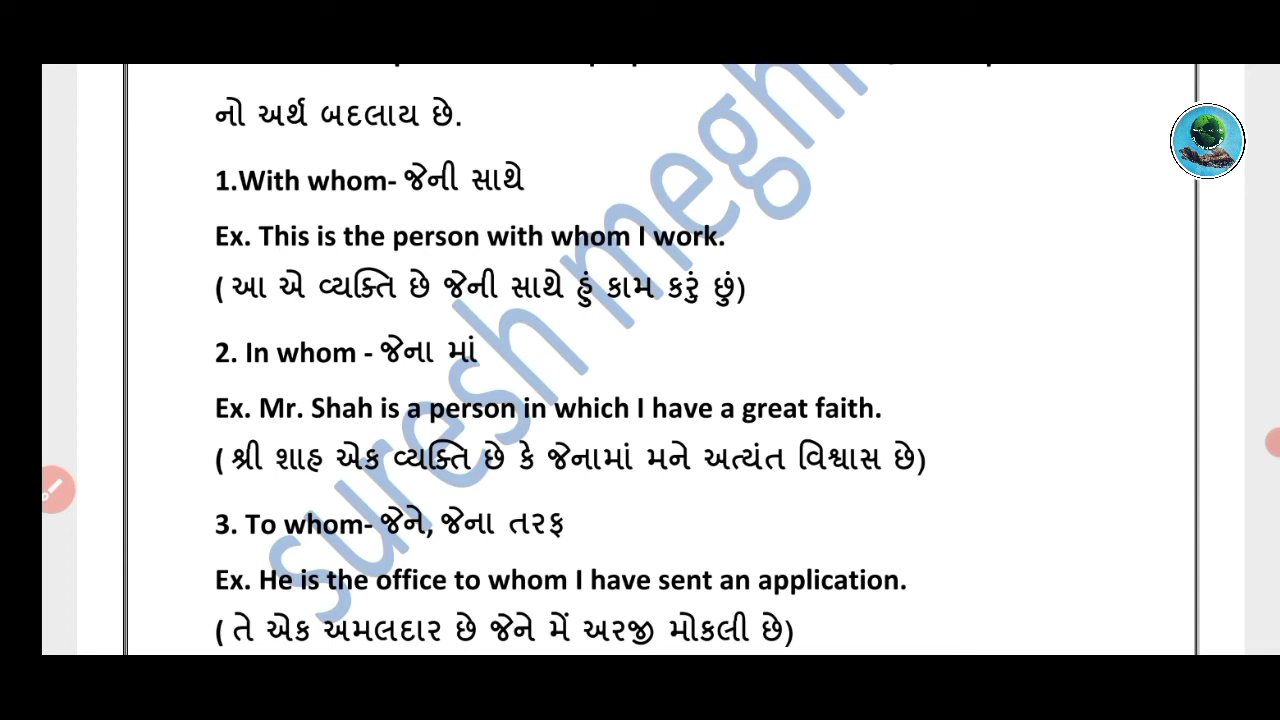 નો અર્થ બદલાય છે.
1.With whom- જેની સાથે
Ex. This is the person with whom I work.
( આ એ વ્યક્તિ છે જેની સાથે હું કામ કરું છું)
2. In whom - જેના માં
Ex. Mr. Shah is a person in which I have a great faith.
( શ્રી શાહ એક વ્યક્તિ છે કે જેનામાં મને અત્યંત વિશ્વાસ છે)
3. To whom- જેને, જેના તરફ
Ex. He is the office to whom I have sent an application.
( તે એક અમલદાર છે જેને મેં અરજી મોકલી છે)
suresh